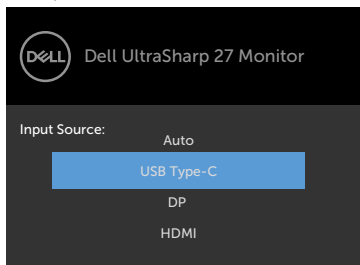 DELL
Dell UltraSharp 27 Monitor
Input Source:
Auto
USB Type-C
DP
HDMI